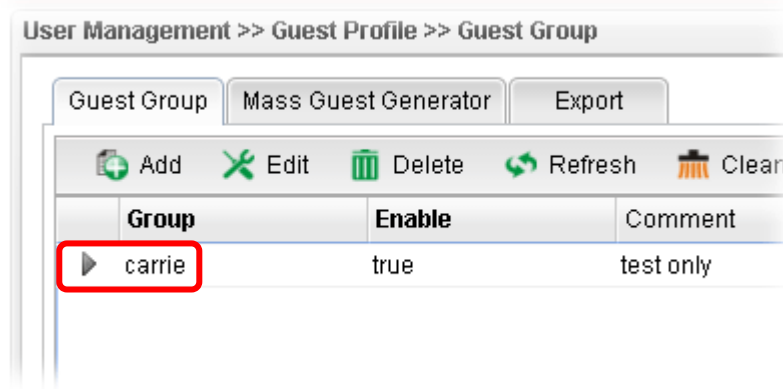 User Management >> Guest Profile >> Guest Group
Guest Group Mass Guest Generator Export
Add Edit Delete Refresh Clear
Group Enable Comment
carrie true test only